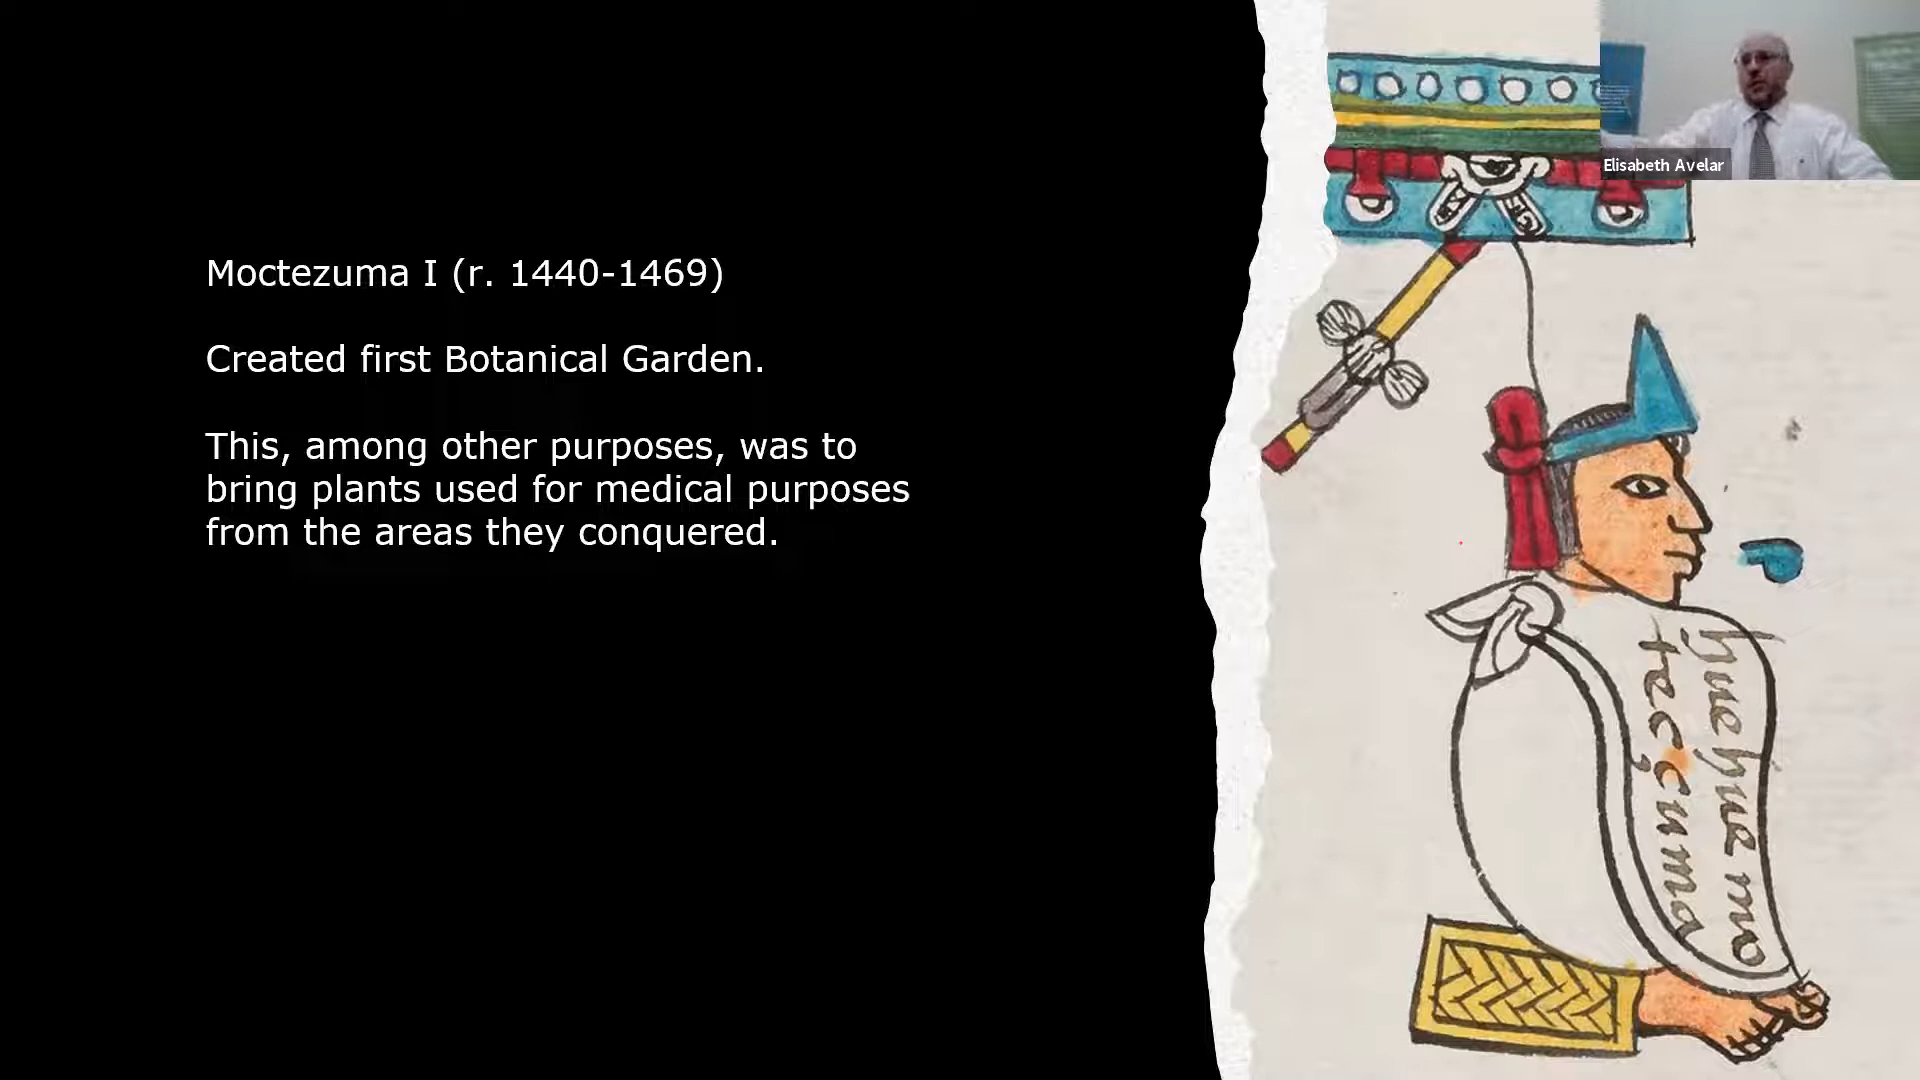 Moctezuma I (r. 1440-1469)
Created first Botanical Garden.
This, among other purposes, was to
bring plants used for medical purposes
from the areas they conquered.
Elisabeth Avelar
huehue mo
tecçuma